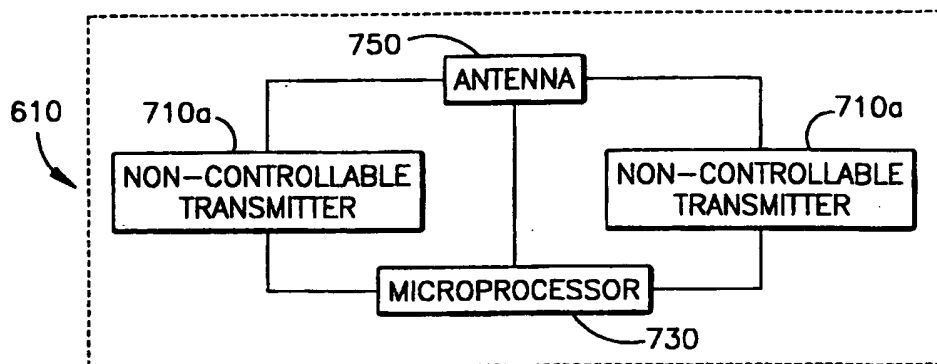 750
ANTENNA
610
710a
710a
NON-CONTROLLABLE
TRANSMITTER
NON-CONTROLLABLE
TRANSMITTER
MICROPROCESSOR
730